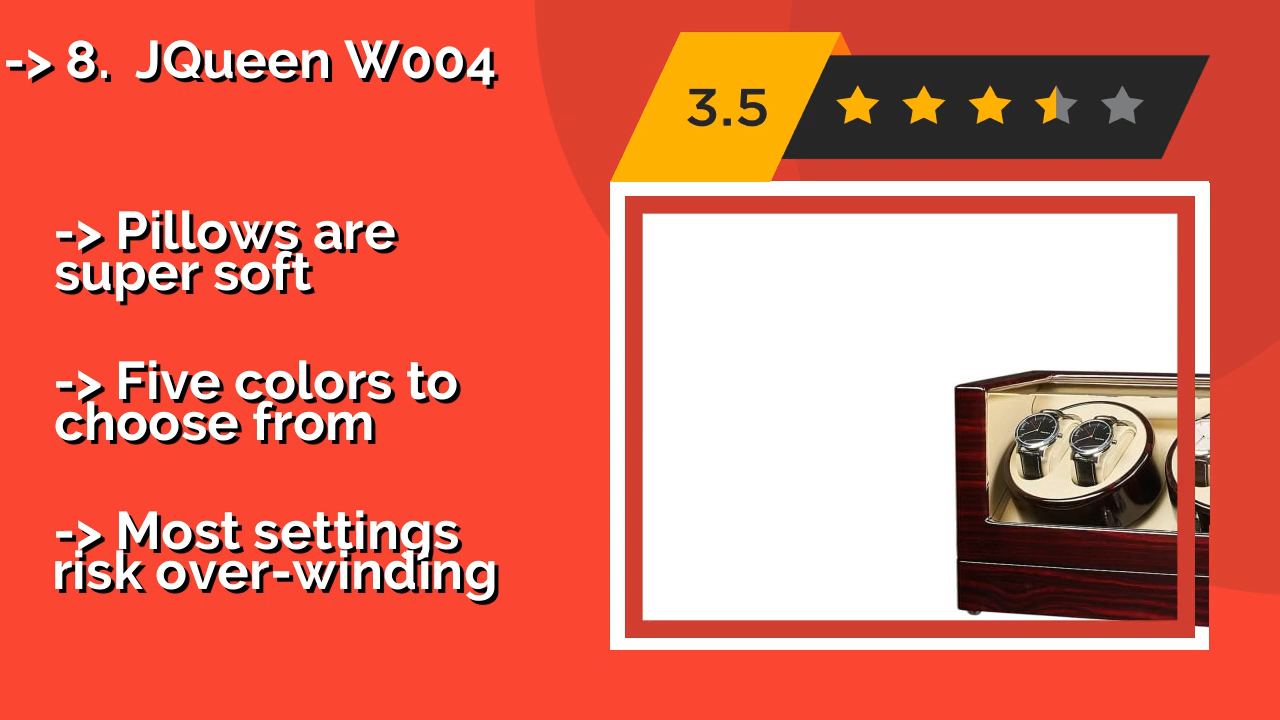 -> 8.  JQueen W004
3.5
-> Pillows are
super soft
-> Five colors to
choose from
-> Most settings
risk over-winding